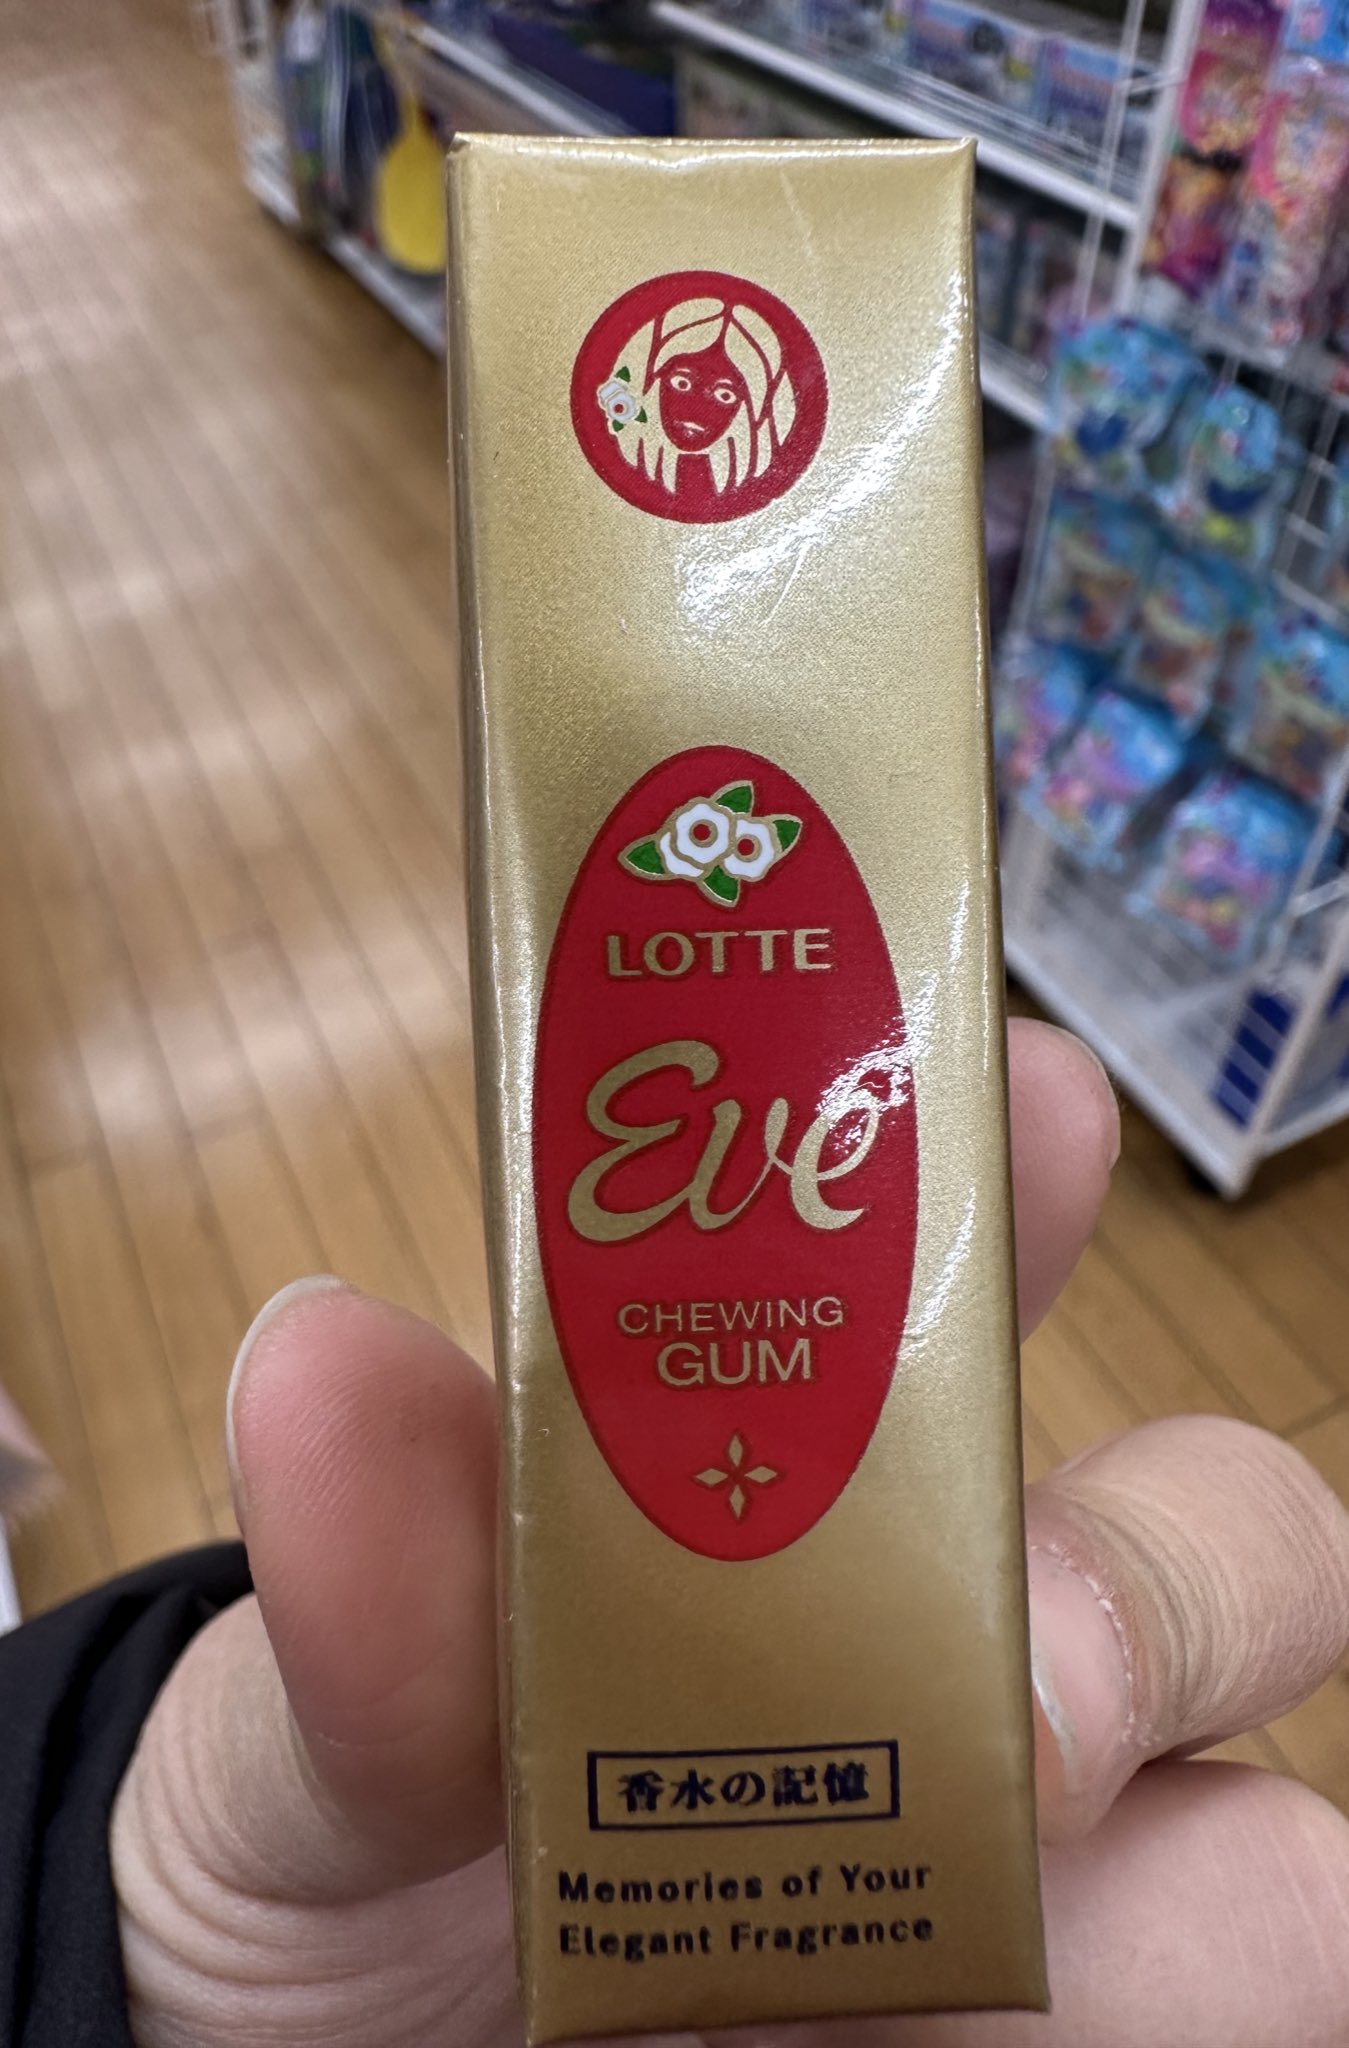 LOTTE
Eve
CHEWING
GUM
香水の記憶
Memories of Your
Elegant Fragrance